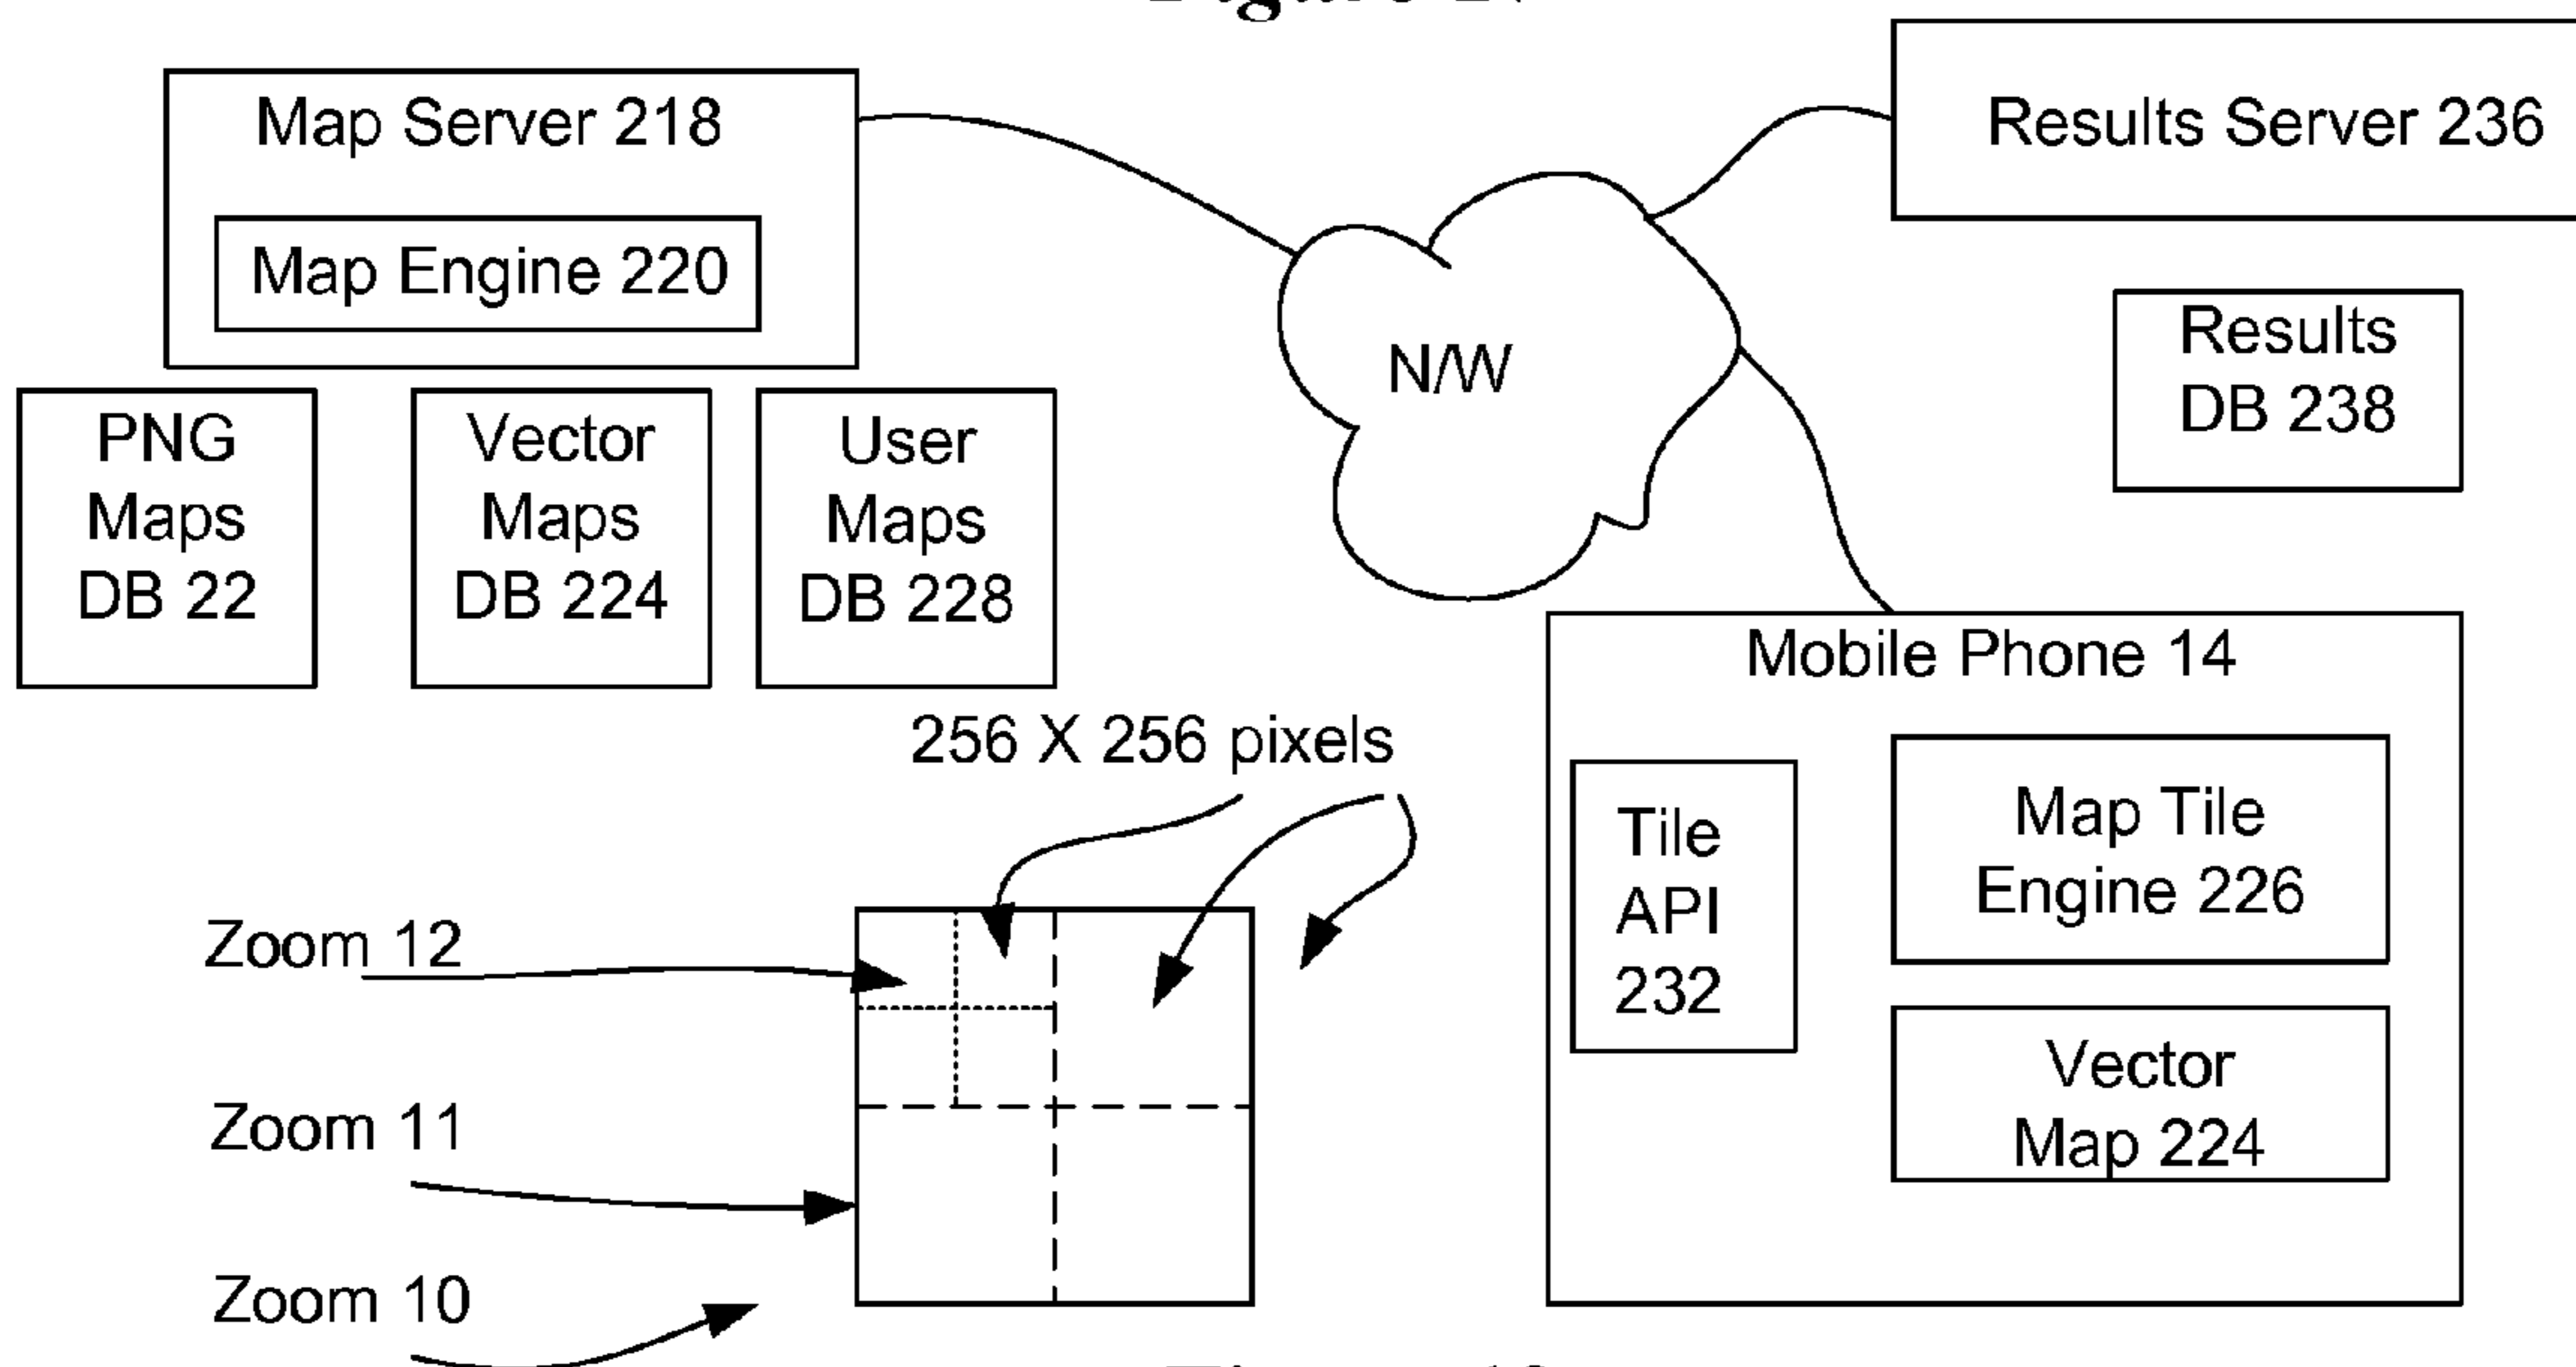 Map Server 218
Map Engine 220
Results Server 236
N/W
Results
DB 238
PNG
Maps
DB 22
Vector
Maps
DB 224
User
Maps
DB 228
Mobile Phone 14
Tile
API
232
Map Tile
Engine 226
Vector
Map 224
256 X 256 pixels
Zoom 12
Zoom 11
Zoom 10